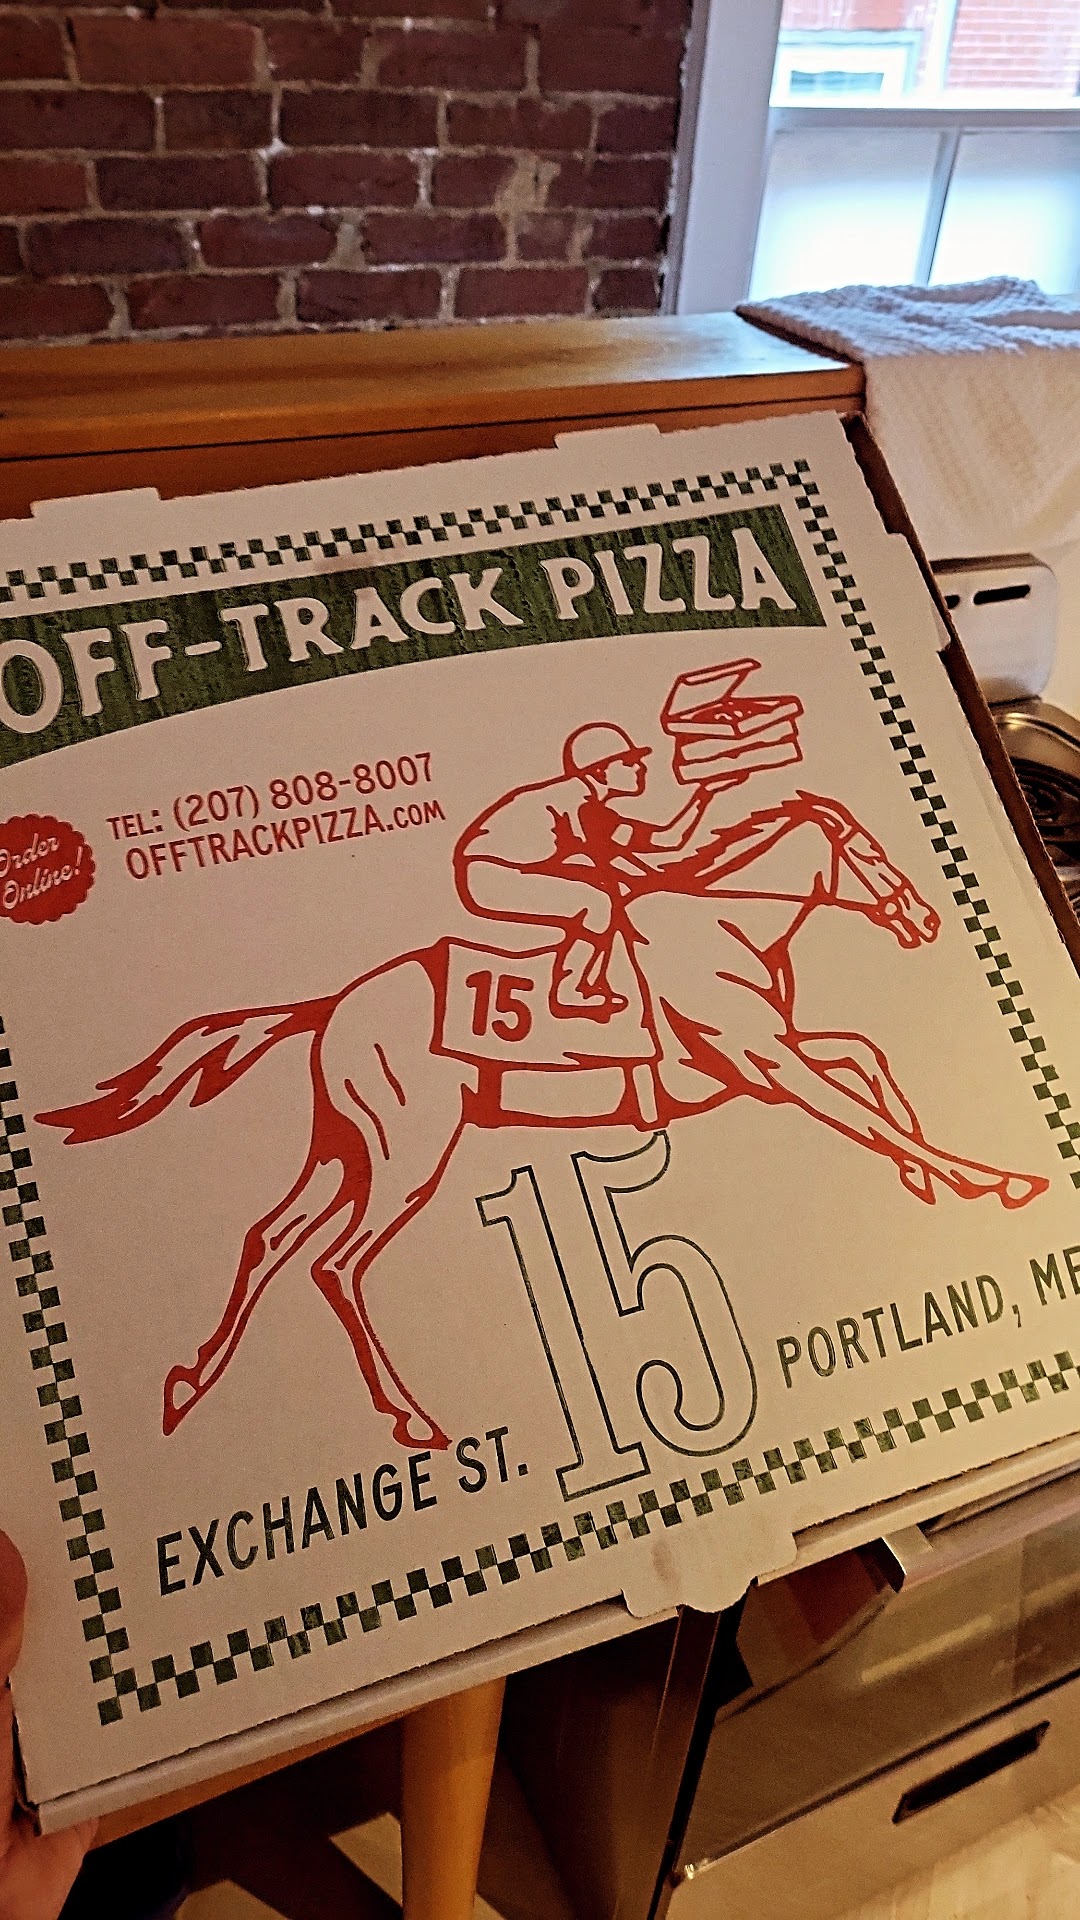 OFF-TRACK PIZZA
TEL: (207) 808-8007
OFFTRACKPIZZA.COM
Order
Online!
15
15
EXCHANGE ST.
PORTLAND, ME